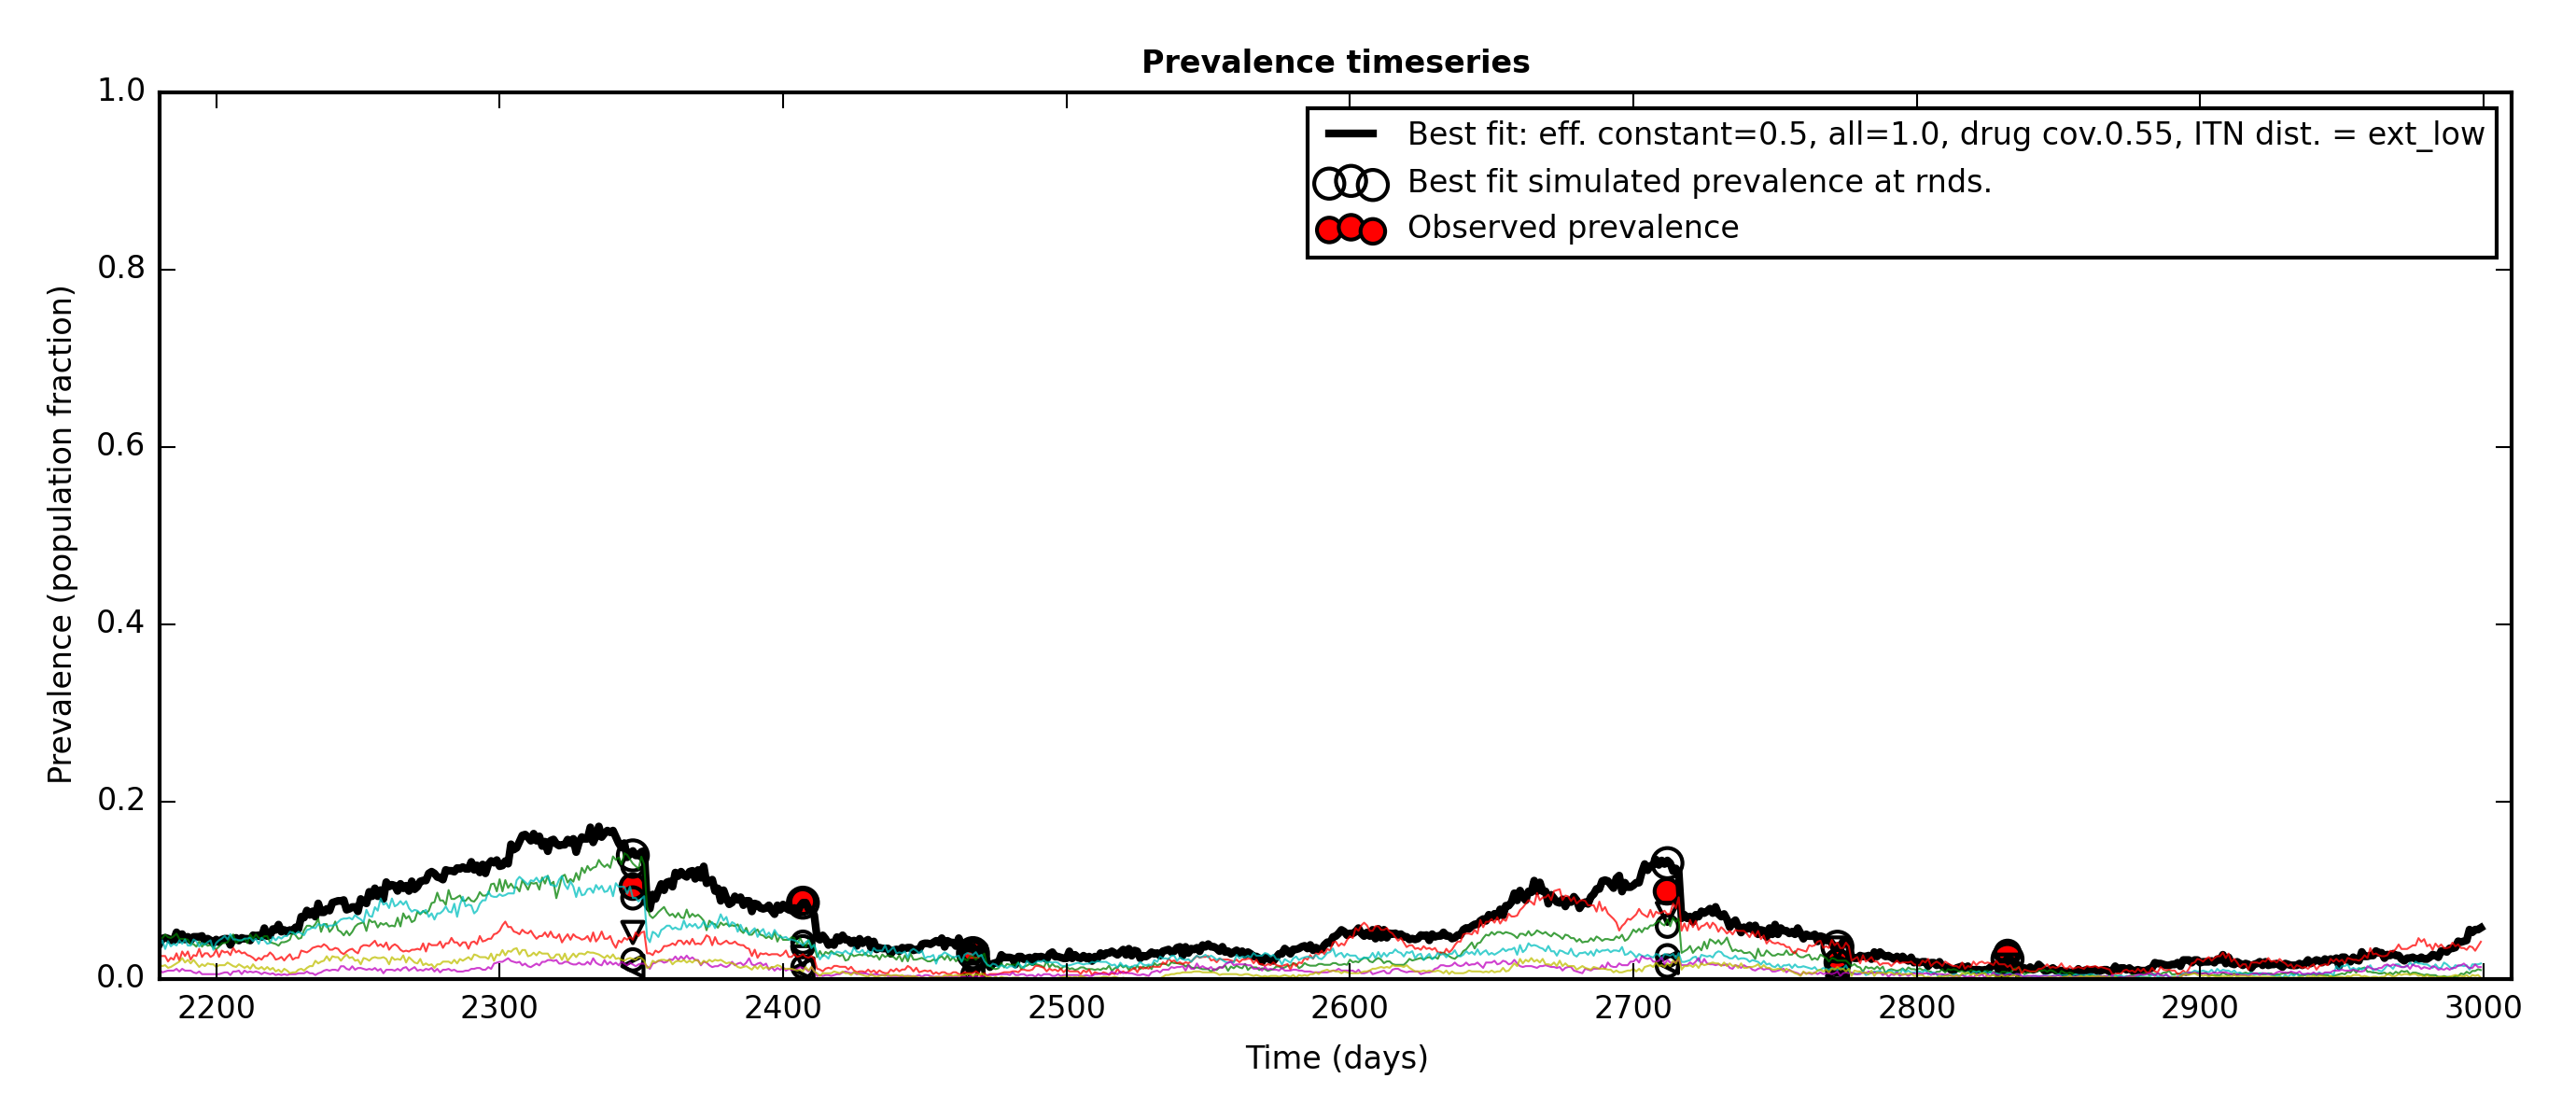 Prevalence timeseries
1.0
0.8
0.6
0.4
0.2
0.0
Prevalence (population fraction)
Best fit: eff. constant=0.5, all=1.0, drug cov.0.55, ITN dist. = ext_low
Best fit simulated prevalence at rnds.
Observed prevalence
2200 2300 2400 2500 2600 2700 2800 2900 3000
Time (days)